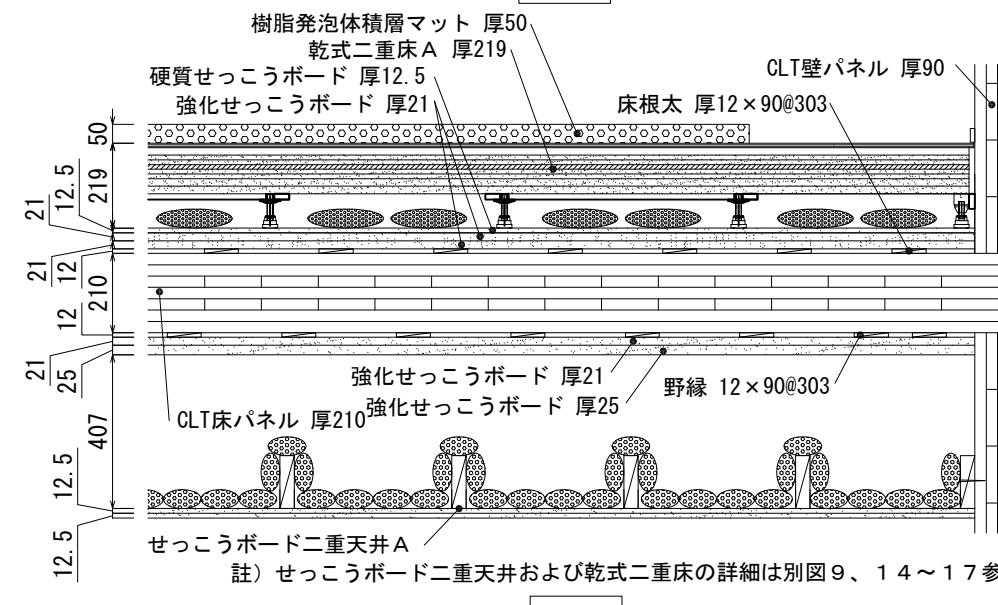 樹脂発泡体積層マット 厚50
乾式二重床A 厚219
硬質せっこうボード 厚12.5
強化せっこうボード 厚21
CLT壁パネル 厚90
床根太 厚12×90@303
50
219
12.5
21
21
12
210
12
21
25
407
12.5
12.5
強化せっこうボード 厚21
強化せっこうボード 厚25
野縁 12×90@303
CLT床パネル 厚210
せっこうボード二重天井A
註）せっこうボード二重天井および乾式二重床の詳細は別図９、１４～１７参